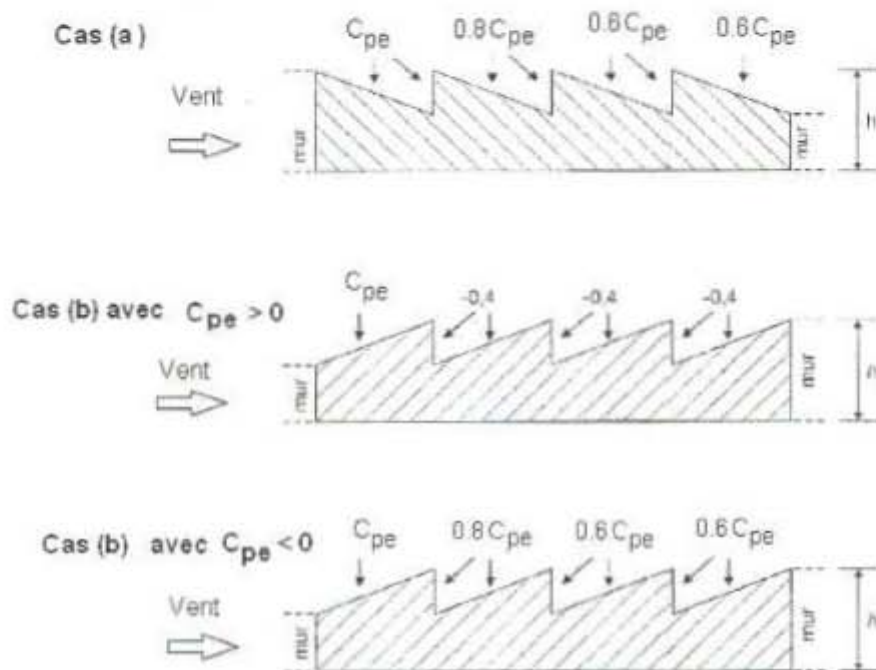 Cas (a)
Cpe 0.8Cpe 0.6Cpe 0.6Cpe
Vent
mur mur h
Cas (b) avec Cpe > 0
Cpe -0,4 -0,4 -0,4
Vent
mur mur h
Cas (b) avec Cpe < 0
Cpe 0.8Cpe 0.6Cpe 0.6Cpe
Vent
mur mur h